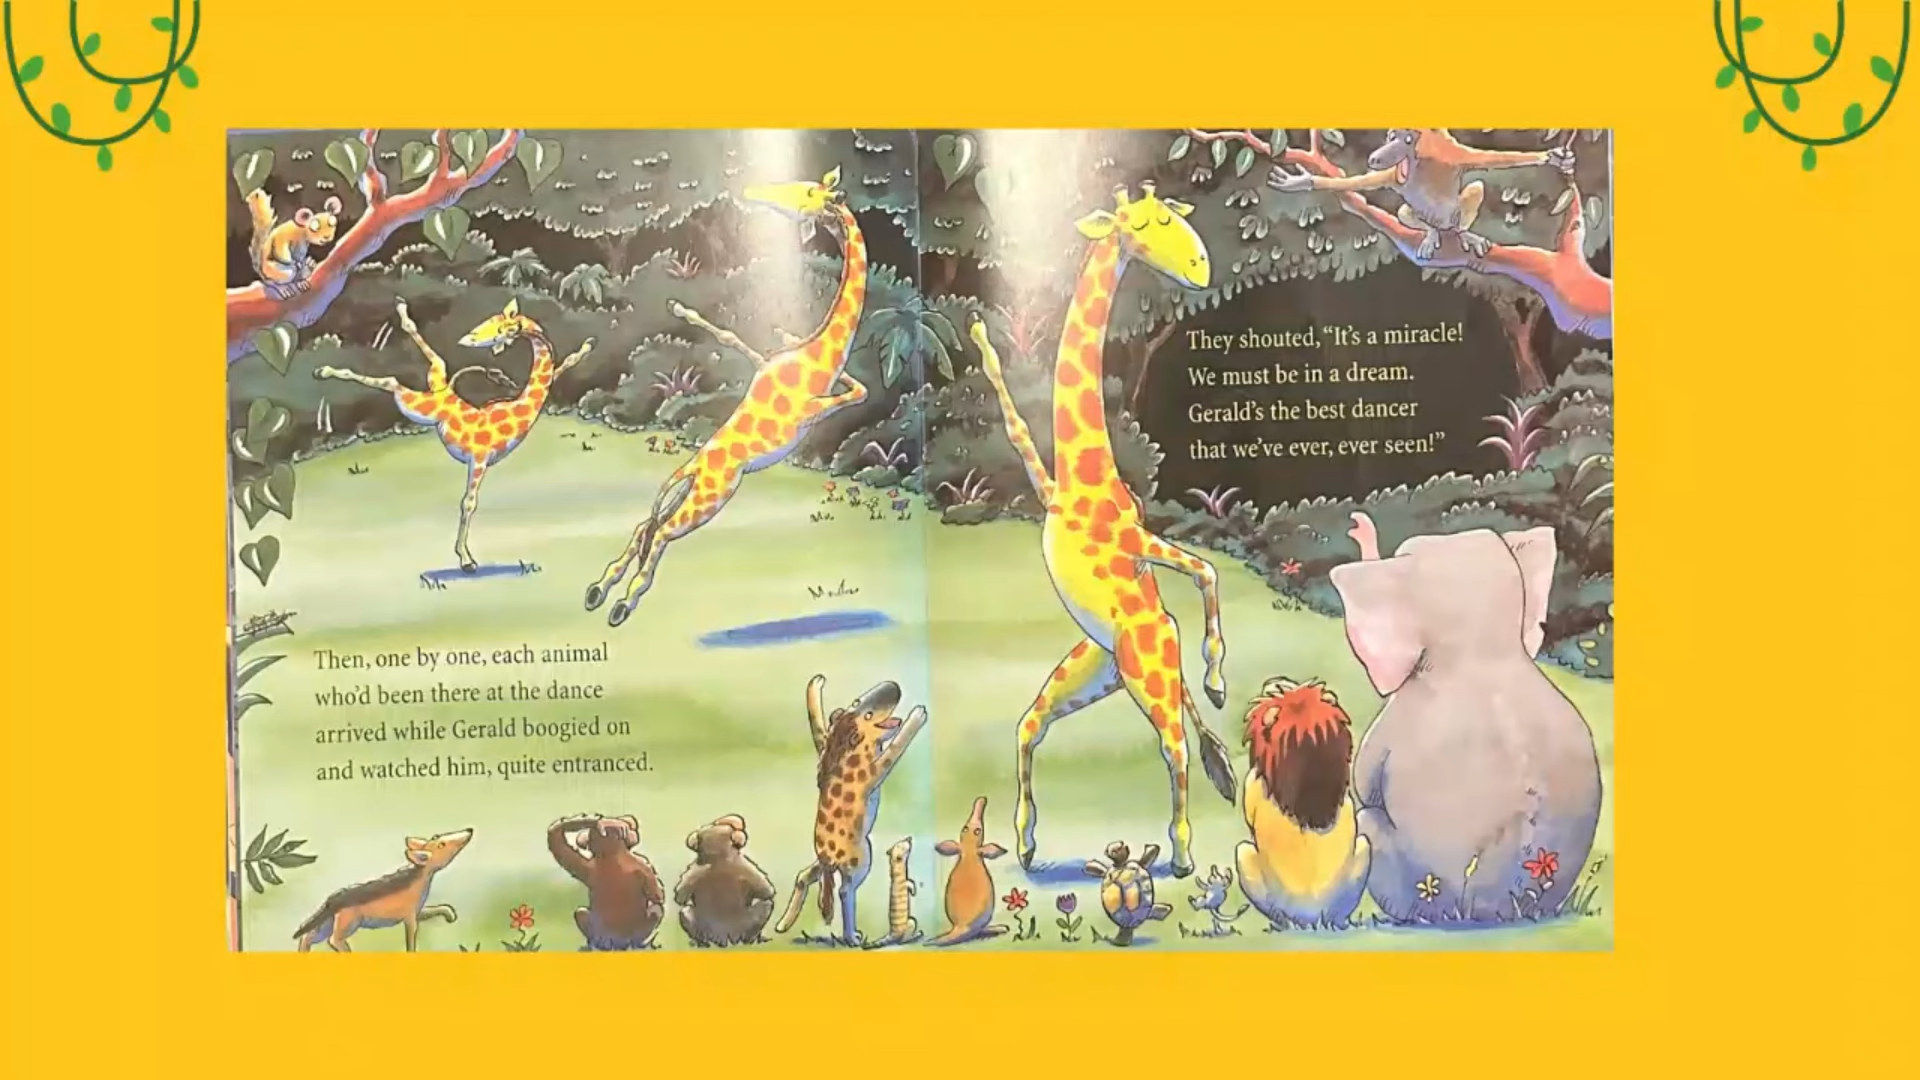 Then, one by one, each animal
who'd been there at the dance
arrived while Gerald boogied on
and watched him, quite entranced.
They shouted, “It's a miracle!
We must be in a dream.
Gerald's the best dancer
that we've ever, ever seen!”